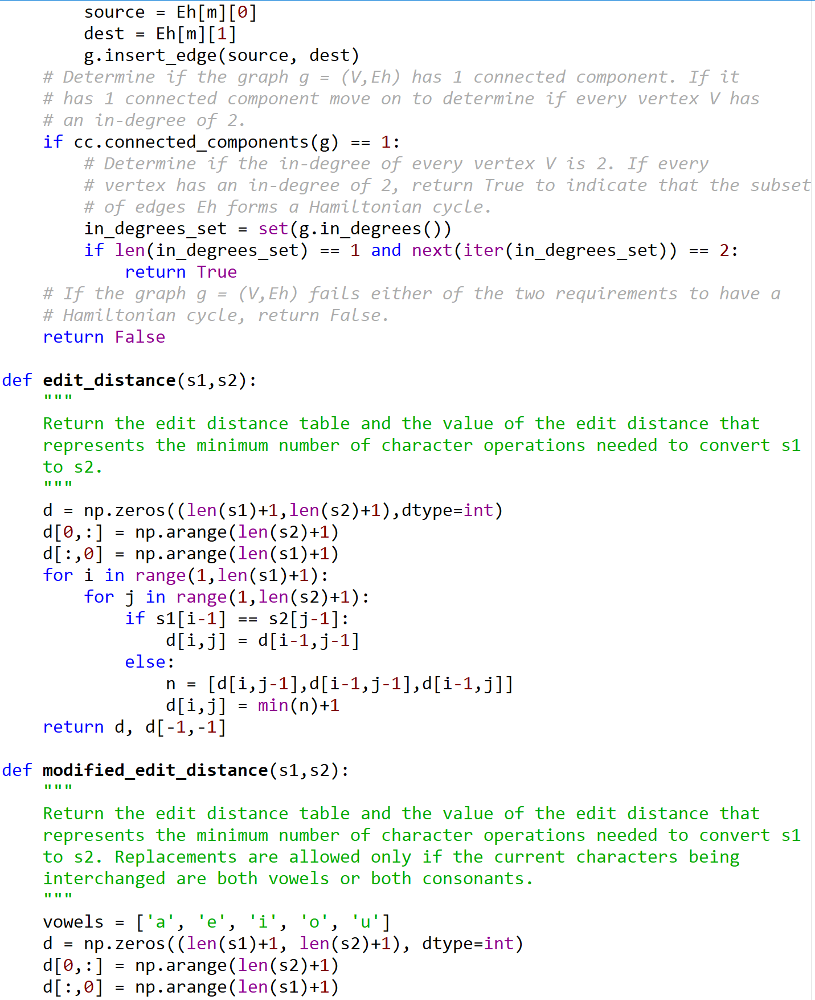 source = Eh[m][0]
        dest = Eh[m][1]
        g.insert_edge(source, dest)
    # Determine if the graph g = (V,Eh) has 1 connected component. If it
    # has 1 connected component move on to determine if every vertex V has
    # an in-degree of 2.
    if cc.connected_components(g) == 1:
        # Determine if the in-degree of every vertex V is 2. If every
        # vertex has an in-degree of 2, return True to indicate that the subset
        # of edges Eh forms a Hamiltonian cycle.
        in_degrees_set = set(g.in_degrees())
        if len(in_degrees_set) == 1 and next(iter(in_degrees_set)) == 2:
            return True
    # If the graph g = (V,Eh) fails either of the two requirements to have a
    # Hamiltonian cycle, return False.
    return False

def edit_distance(s1,s2):
    """
    Return the edit distance table and the value of the edit distance that
    represents the minimum number of character operations needed to convert s1
    to s2.
    """
    d = np.zeros((len(s1)+1,len(s2)+1),dtype=int)
    d[0,:] = np.arange(len(s2)+1)
    d[:,0] = np.arange(len(s1)+1)
    for i in range(1,len(s1)+1):
        for j in range(1,len(s2)+1):
            if s1[i-1] == s2[j-1]:
                d[i,j] = d[i-1,j-1]
            else:
                n = [d[i,j-1],d[i-1,j-1],d[i-1,j]]
                d[i,j] = min(n)+1
    return d, d[-1,-1]

def modified_edit_distance(s1,s2):
    """
    Return the edit distance table and the value of the edit distance that
    represents the minimum number of character operations needed to convert s1
    to s2. Replacements are allowed only if the current characters being
    interchanged are both vowels or both consonants.
    """
    vowels = ['a', 'e', 'i', 'o', 'u']
    d = np.zeros((len(s1)+1, len(s2)+1), dtype=int)
    d[0,:] = np.arange(len(s2)+1)
    d[:,0] = np.arange(len(s1)+1)